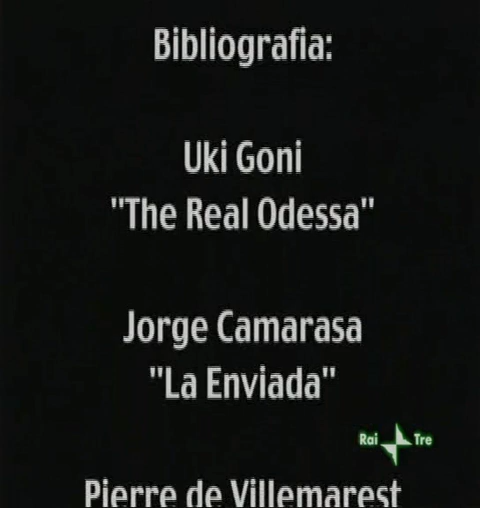 Bibliografia:
Uki Goni
"The Real Odessa"
Jorge Camarasa
"La Enviada"
Rai Tre
Pierre de Villemarest